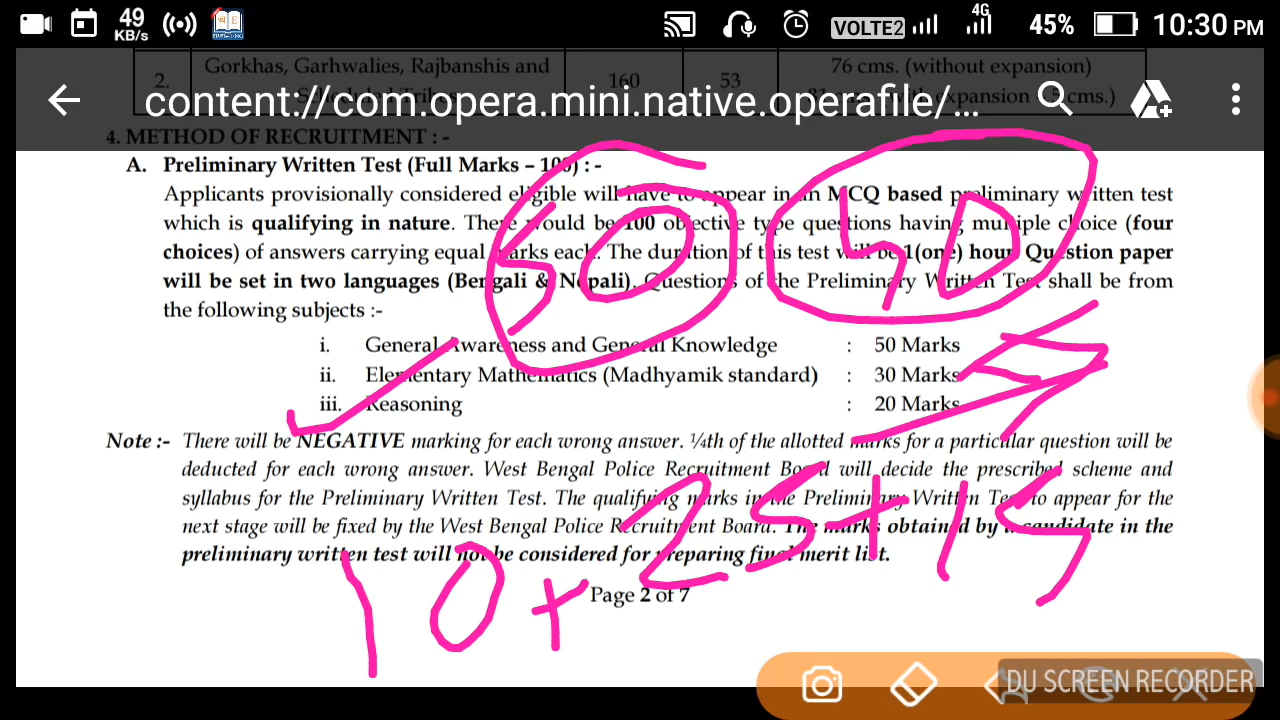 49 KB/s VOLTE2 4G 45% 10:30 PM
2. Gorkhas, Garhwalies, Rajbanshis and 160 53 76 cms. (without expansion)
content://com.opera.mini.native.operafile/...
expansion 5 cms.)
4. METHOD OF RECRUITMENT : -
A. Preliminary Written Test (Full Marks – 100) : -
Applicants provisionally considered eligible will have to appear in an MCQ based preliminary written test
which is qualifying in nature. There would be 100 objective type questions having multiple choice (four
choices) of answers carrying equal marks each. The duration of this test will be 1(one) hour. Question paper
will be set in two languages (Bengali & Nepali). Questions of the Preliminary Written Test shall be from
the following subjects :-
50 40
i. General Awareness and General Knowledge : 50 Marks
ii. Elementary Mathematics (Madhyamik standard) : 30 Marks
iii. Reasoning : 20 Marks
Note :- There will be NEGATIVE marking for each wrong answer. ¼th of the allotted marks for a particular question will be
deducted for each wrong answer. West Bengal Police Recruitment Board will decide the prescribed scheme and
syllabus for the Preliminary Written Test. The qualifying marks in the Preliminary Written Test to appear for the
next stage will be fixed by the West Bengal Police Recruitment Board. The marks obtained by a candidate in the
preliminary written test will not be considered for preparing final merit list.
10 + 25 + 15
Page 2 of 7
DU SCREEN RECORDER